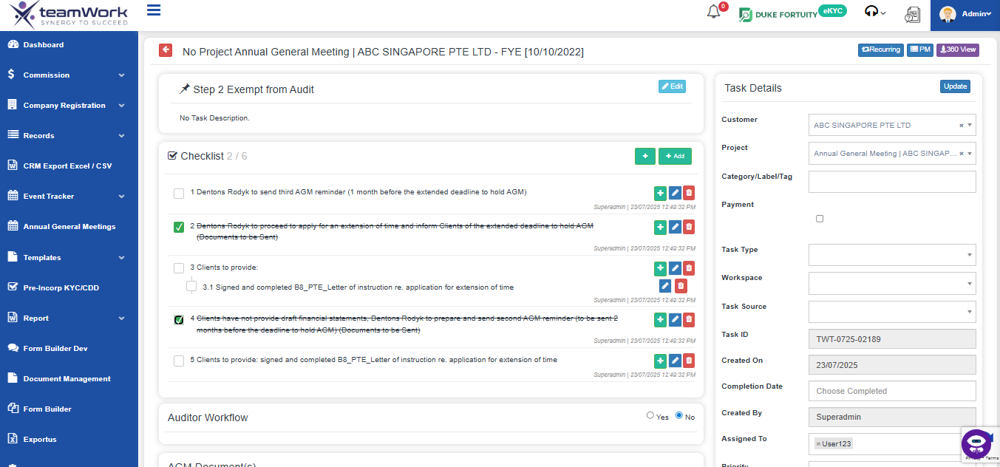 teamWork
SYNERGY TO SUCCEED
0
DUKE FORTUITY
eKYC
Admin
Dashboard
Commission
Company Registration
Records
CRM Export Excel / CSV
Event Tracker
Annual General Meetings
Templates
Pre-Incorp KYC/CDD
Report
Form Builder Dev
Document Management
Form Builder
Exportus
No Project Annual General Meeting | ABC SINGAPORE PTE LTD - FYE [10/10/2022]
Recurring
PM
360 View
Step 2 Exempt from Audit
Edit
No Task Description.
Checklist 2 / 6
+
+ Add
1 Dentons Rodyk to send third AGM reminder (1 month before the extended deadline to hold AGM)
Superadmin | 23/07/2025 12:49:32 PM
2 Dentons Rodyk to proceed to apply for an extension of time and inform Clients of the extended deadline to hold AGM
(Documents to be Sent)
Superadmin | 23/07/2025 12:49:32 PM
3 Clients to provide:
3.1 Signed and completed B8_PTE_Letter of instruction re. application for extension of time
Superadmin | 23/07/2025 12:49:32 PM
4 Clients have not provide draft financial statements, Dentons Rodyk to prepare and send second AGM reminder (to be sent 2
months before the deadline to hold AGM) (Documents to be Sent)
Superadmin | 23/07/2025 12:49:32 PM
5 Clients to provide: signed and completed B8_PTE_Letter of instruction re. application for extension of time
Superadmin | 23/07/2025 12:49:32 PM
Auditor Workflow
Yes
No
AGM Document(s)
Task Details
Update
Customer
ABC SINGAPORE PTE LTD
×
Project
Annual General Meeting | ABC SINGAP...
×
Category/Label/Tag
Payment
Task Type
Workspace
Task Source
Task ID
TWT-0725-02189
Created On
23/07/2025
Completion Date
Choose Completed
Created By
Superadmin
Assigned To
×User123
Priority
Privacy - Terms